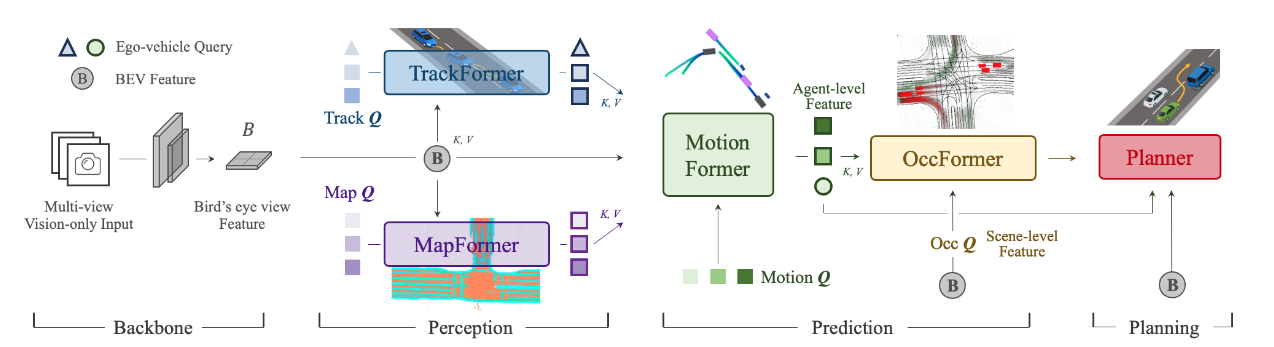 Ego-vehicle Query
B BEV Feature
B
Multi-view
Vision-only Input
Bird's eye view
Feature
Backbone
TrackFormer
Track Q
K, V
B
K, V
Map Q
MapFormer
K, V
Perception
Motion
Former
Motion Q
Agent-level
Feature
K, V
OccFormer
Occ Q
Scene-level
Feature
B
Prediction
Planner
B
Planning